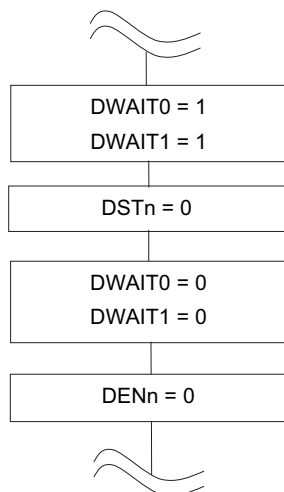 DWAIT0 = 1
DWAIT1 = 1
DSTn = 0
DWAIT0 = 0
DWAIT1 = 0
DENn = 0